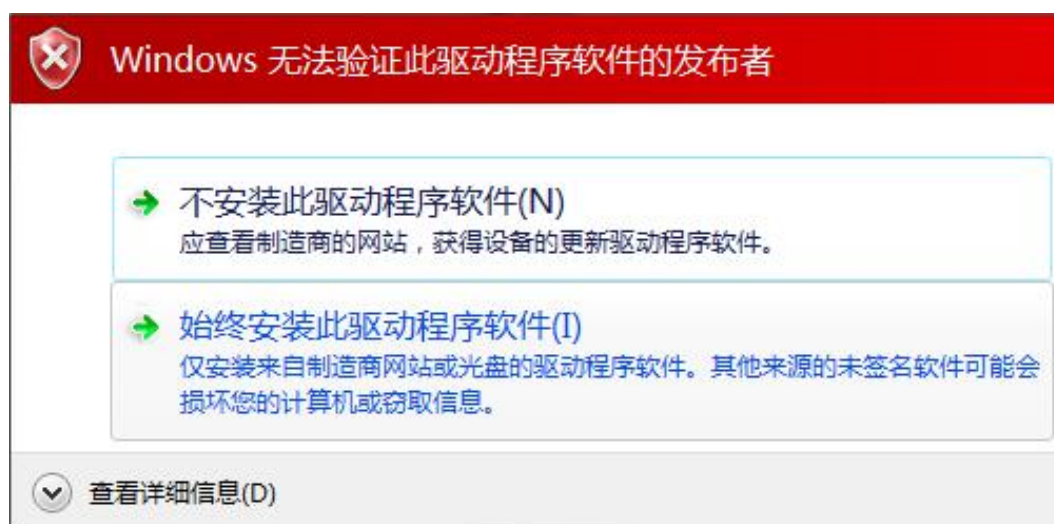 Windows 无法验证此驱动程序软件的发布者
不安装此驱动程序软件(N)
应查看制造商的网站，获得设备的更新驱动程序软件。
始终安装此驱动程序软件(I)
仅安装来自制造商网站或光盘的驱动程序软件。其他来源的未签名软件可能会
损坏您的计算机或窃取信息。
查看详细信息(D)